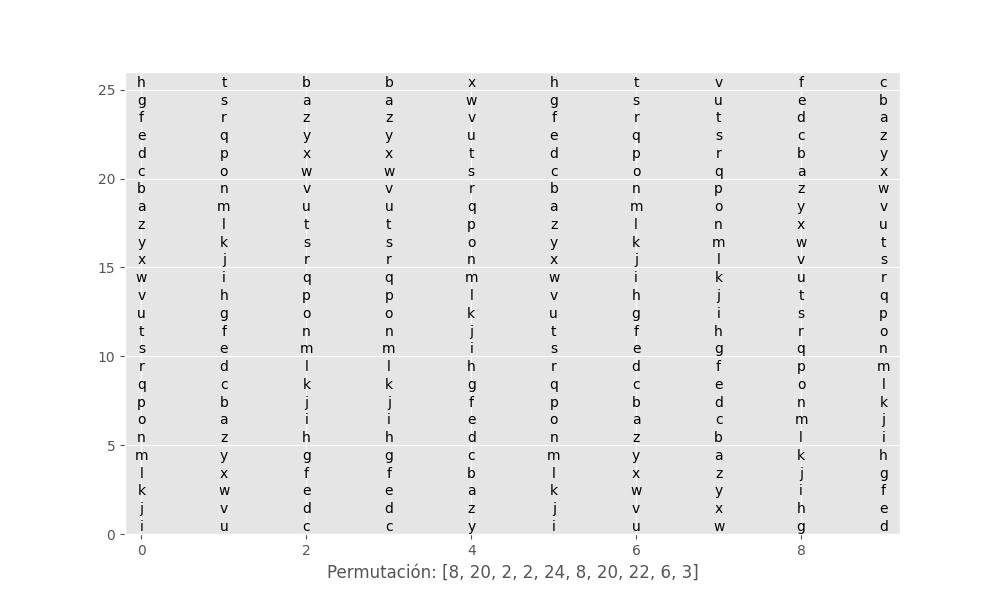 25 h t b b x h t v f c
g s a a w g s u e b
f r z z v f r t d a
e q y y u e q s c z
d p x x t d p r b y
20 c o w w s c o q a x
b n v v r b n p z w
a m u u q a m o y v
z l t t p z l n x u
y k s s o y k m w t
15 x j r r n x j l v s
w i q q m w i k u r
v h p p l v h j t q
u g o o k u g i s p
t f n n j t f h r o
10 s e m m i s e g q n
r d l l h r d f p m
q c k k g q c e o l
p b j j f p b d n k
o a i i e o a c m j
5 n z h h d n z b l i
m y g g c m y a k h
l x f f b l x z j g
k w e e a k w y i f
j v d d z j v x h e
0 i u c c y i u w g d
0 2 4 6 8
Permutación: [8, 20, 2, 2, 24, 8, 20, 22, 6, 3]